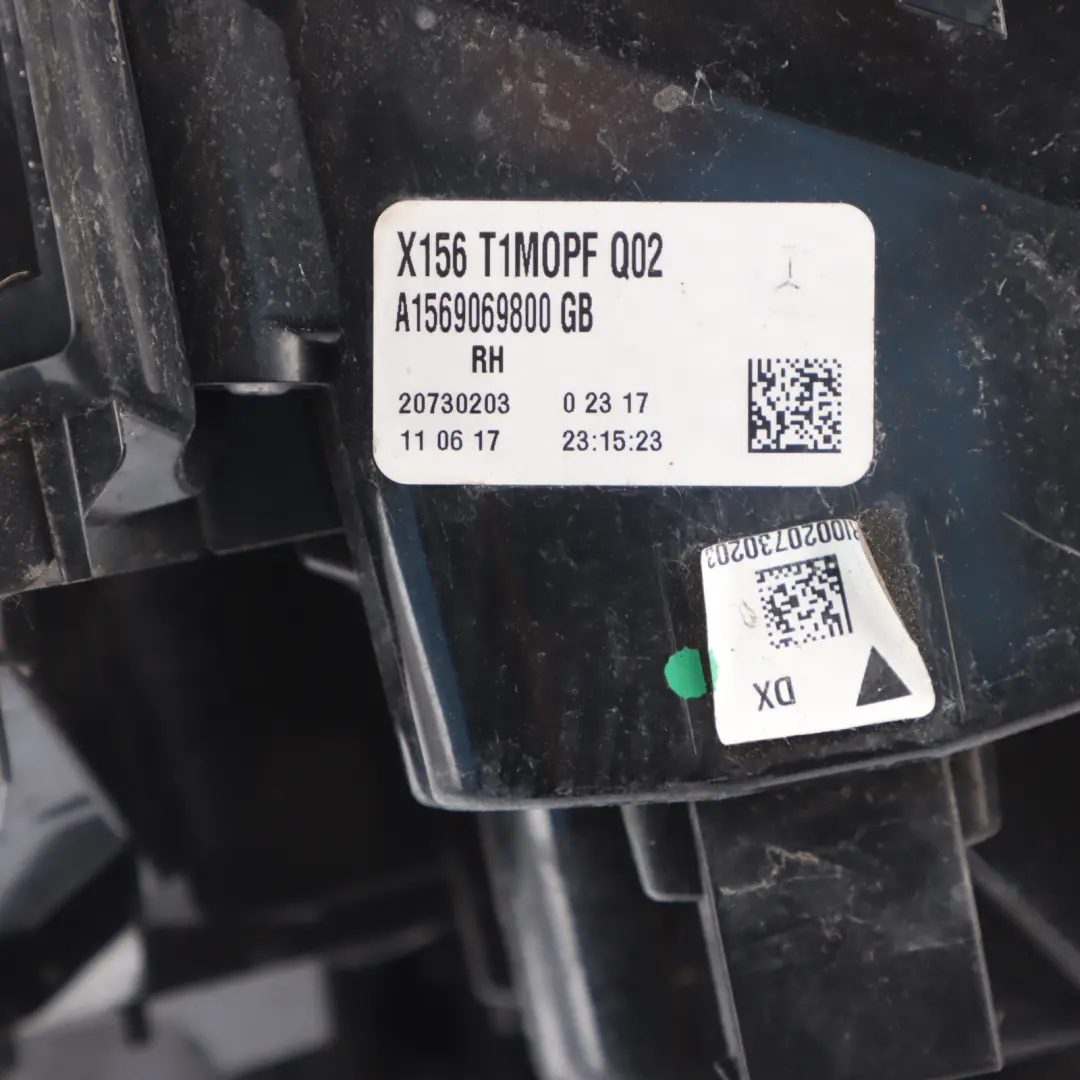 X156 T1MOPF Q02
A1569069800 GB
RH
20730203 0 23 17
11 06 17 23:15:23
DX